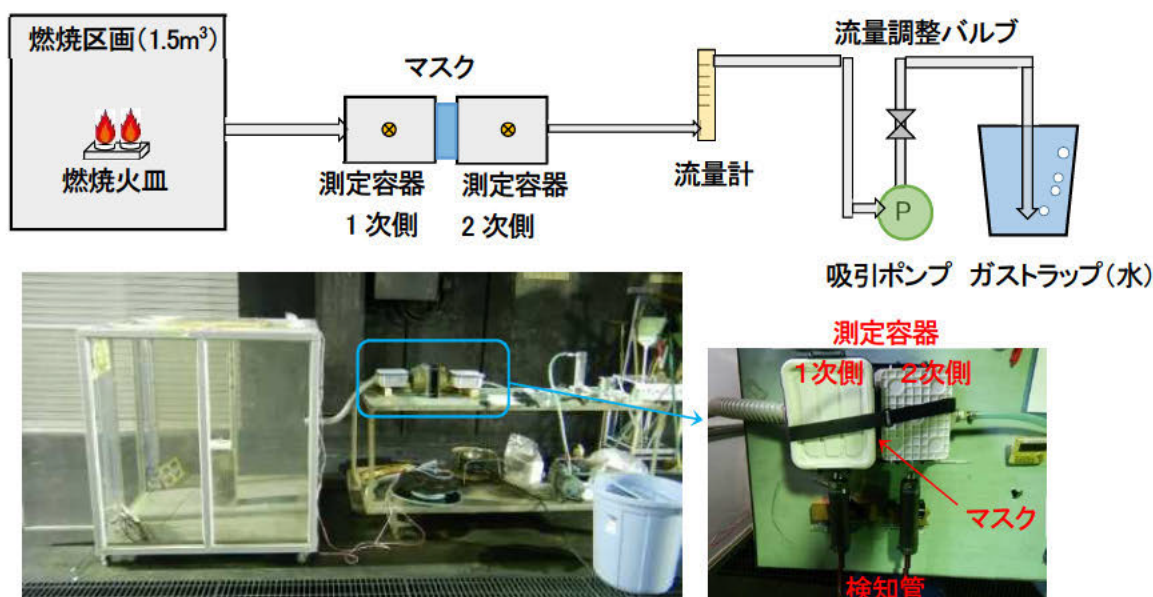 燃焼区画(1.5m³)
燃焼火皿
マスク
測定容器
1次側
測定容器
2次側
流量計
流量調整バルブ
P
吸引ポンプ
ガストラップ(水)
測定容器
1次側
2次側
マスク
検知管